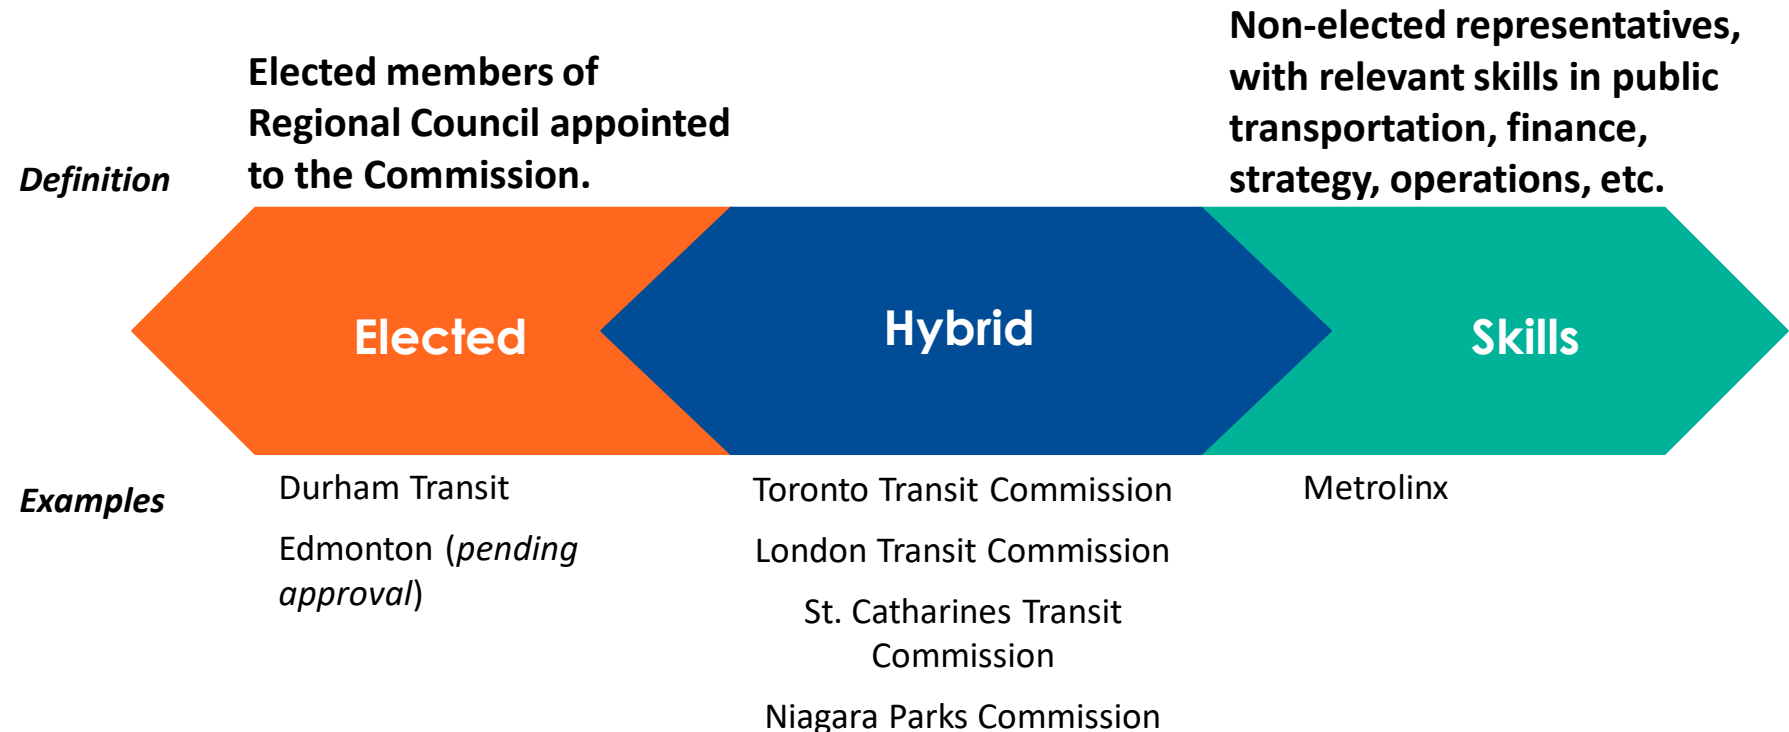 Definition
Elected members of
Regional Council appointed
to the Commission.
Non-elected representatives,
with relevant skills in public
transportation, finance,
strategy, operations, etc.
Elected
Hybrid
Skills
Examples
Durham Transit
Edmonton (pending
approval)
Toronto Transit Commission
London Transit Commission
St. Catharines Transit
Commission
Niagara Parks Commission
Metrolinx